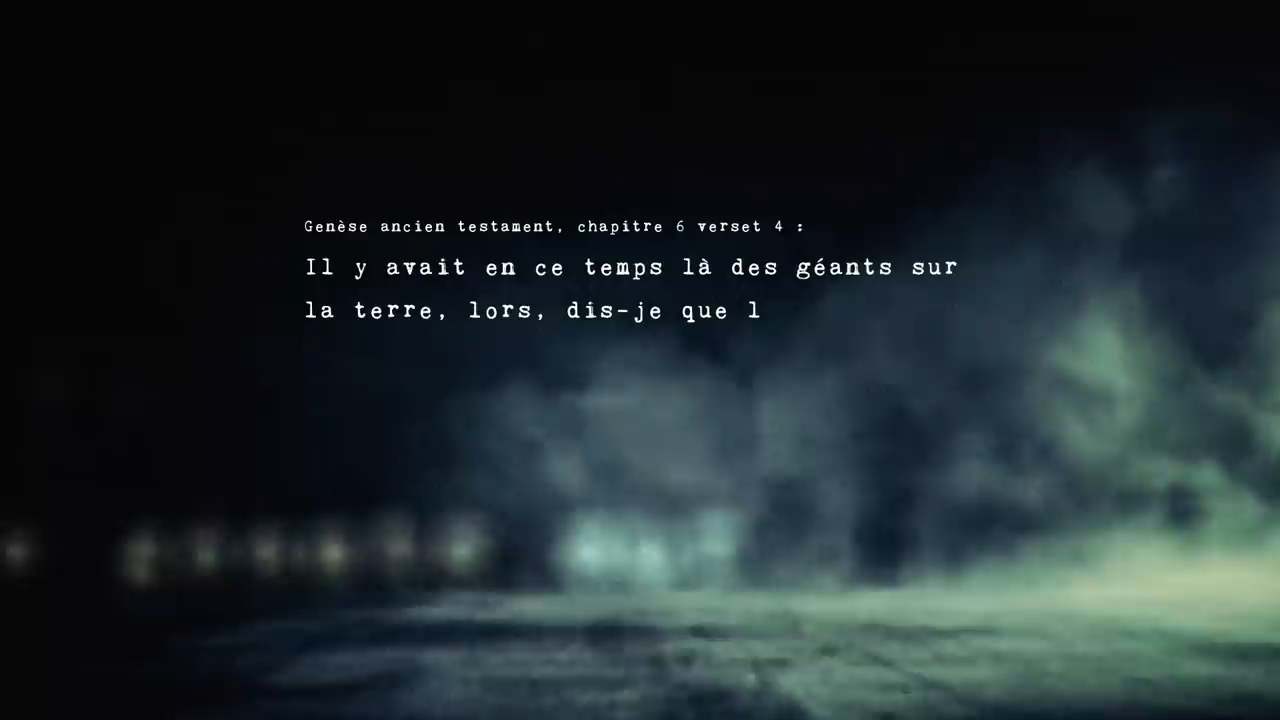 Genèse ancien testament, chapitre 6 verset 4 :
Il y avait en ce temps là des géants sur
la terre, lors, dis-je que l